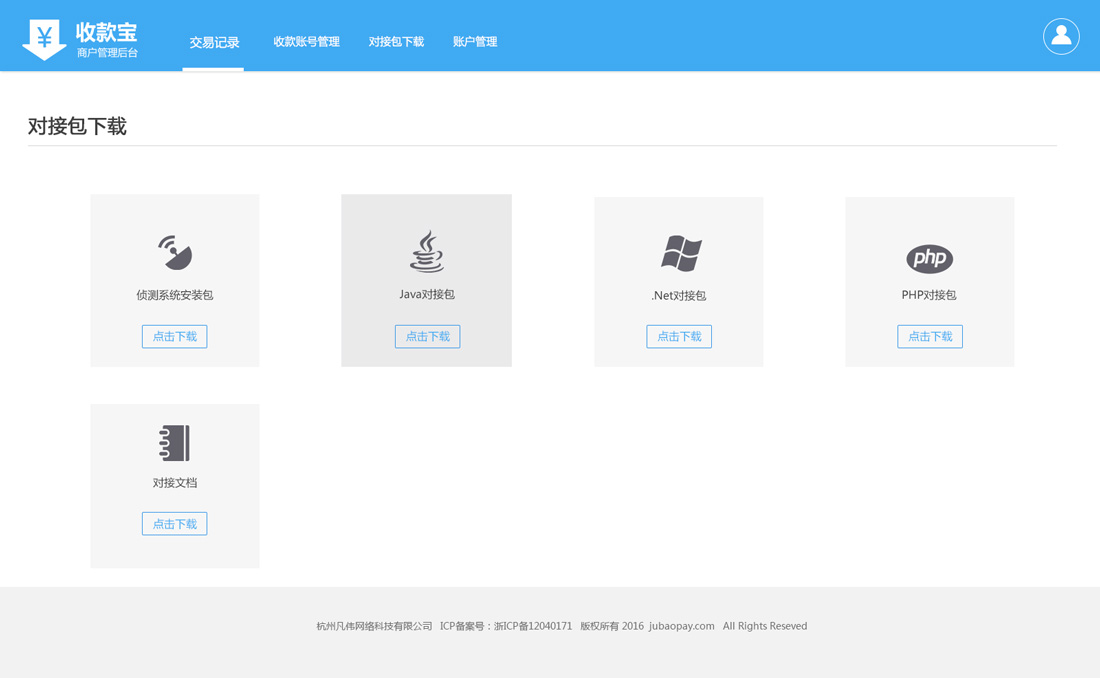 收款宝
商户管理后台
交易记录 收款账号管理 对接包下载 账户管理
对接包下载
侦测系统安装包 Java对接包 .Net对接包 PHP对接包
点击下载 点击下载 点击下载 点击下载
对接文档
点击下载
杭州凡伟网络科技有限公司 ICP备案号：浙ICP备12040171 版权所有 2016 jubaopay.com All Rights Reseved